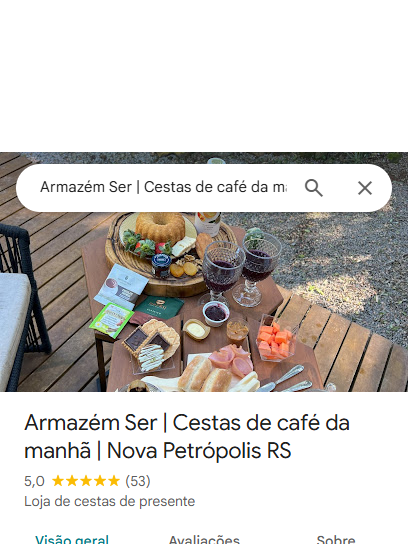 Armazém Ser | Cestas de café da ma
Armazém Ser | Cestas de café da
manhã | Nova Petrópolis RS
5,0 (53)
Loja de cestas de presente
Visão geral Avaliações Sobre